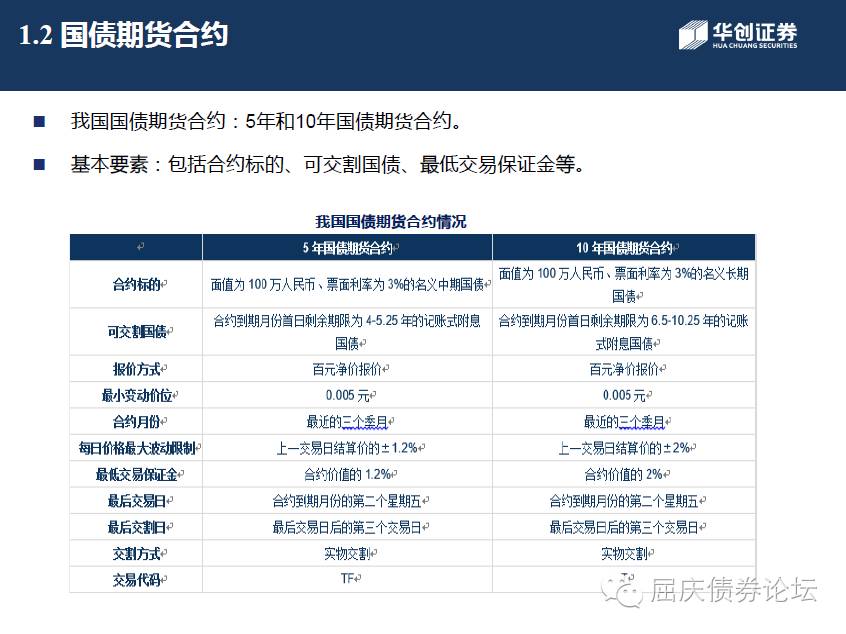 1.2 国债期货合约
华创证券
HUA CHUANG SECURITIES
我国国债期货合约：5年和10年国债期货合约。
基本要素：包括合约标的、可交割国债、最低交易保证金等。
我国国债期货合约情况
5 年国债期货合约 10 年国债期货合约
合约标的 面值为 100 万人民币、票面利率为 3%的名义中期国债 面值为 100 万人民币、票面利率为 3%的名义长期
国债
可交割国债 合约到期月份首日剩余期限为 4-5.25 年的记账式附息 合约到期月份首日剩余期限为 6.5-10.25 年的记账
国债 式附息国债
报价方式 百元净价报价 百元净价报价
最小变动价位 0.005 元 0.005 元
合约月份 最近的三个季月 最近的三个季月
每日价格最大波动限制 上一交易日结算价的±1.2% 上一交易日结算价的±2%
最低交易保证金 合约价值的 1.2% 合约价值的 2%
最后交易日 合约到期月份的第二个星期五 合约到期月份的第二个星期五
最后交割日 最后交易日后的第三个交易日 最后交易日后的第三个交易日
交割方式 实物交割 实物交割
交易代码 TF T
屈庆债券论坛